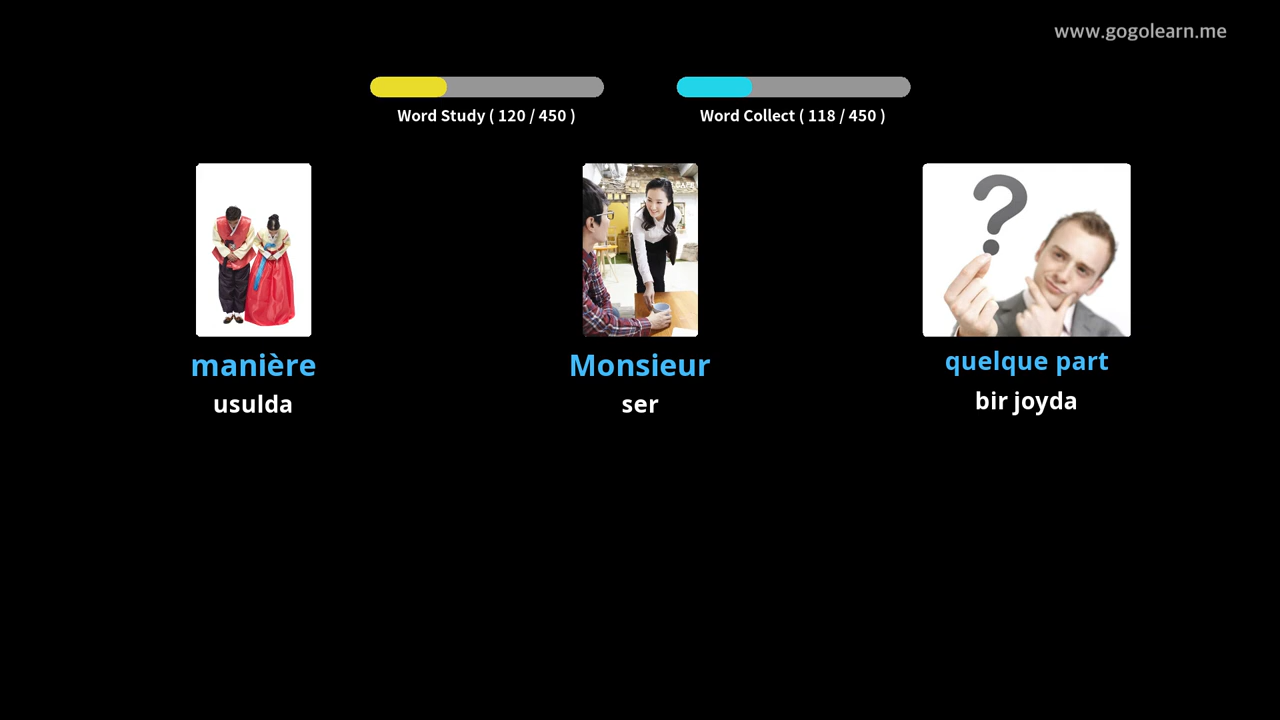 www.gogolearn.me
Word Study ( 120 / 450 )
Word Collect ( 118 / 450 )
manière
usulda
Monsieur
ser
quelque part
bir joyda